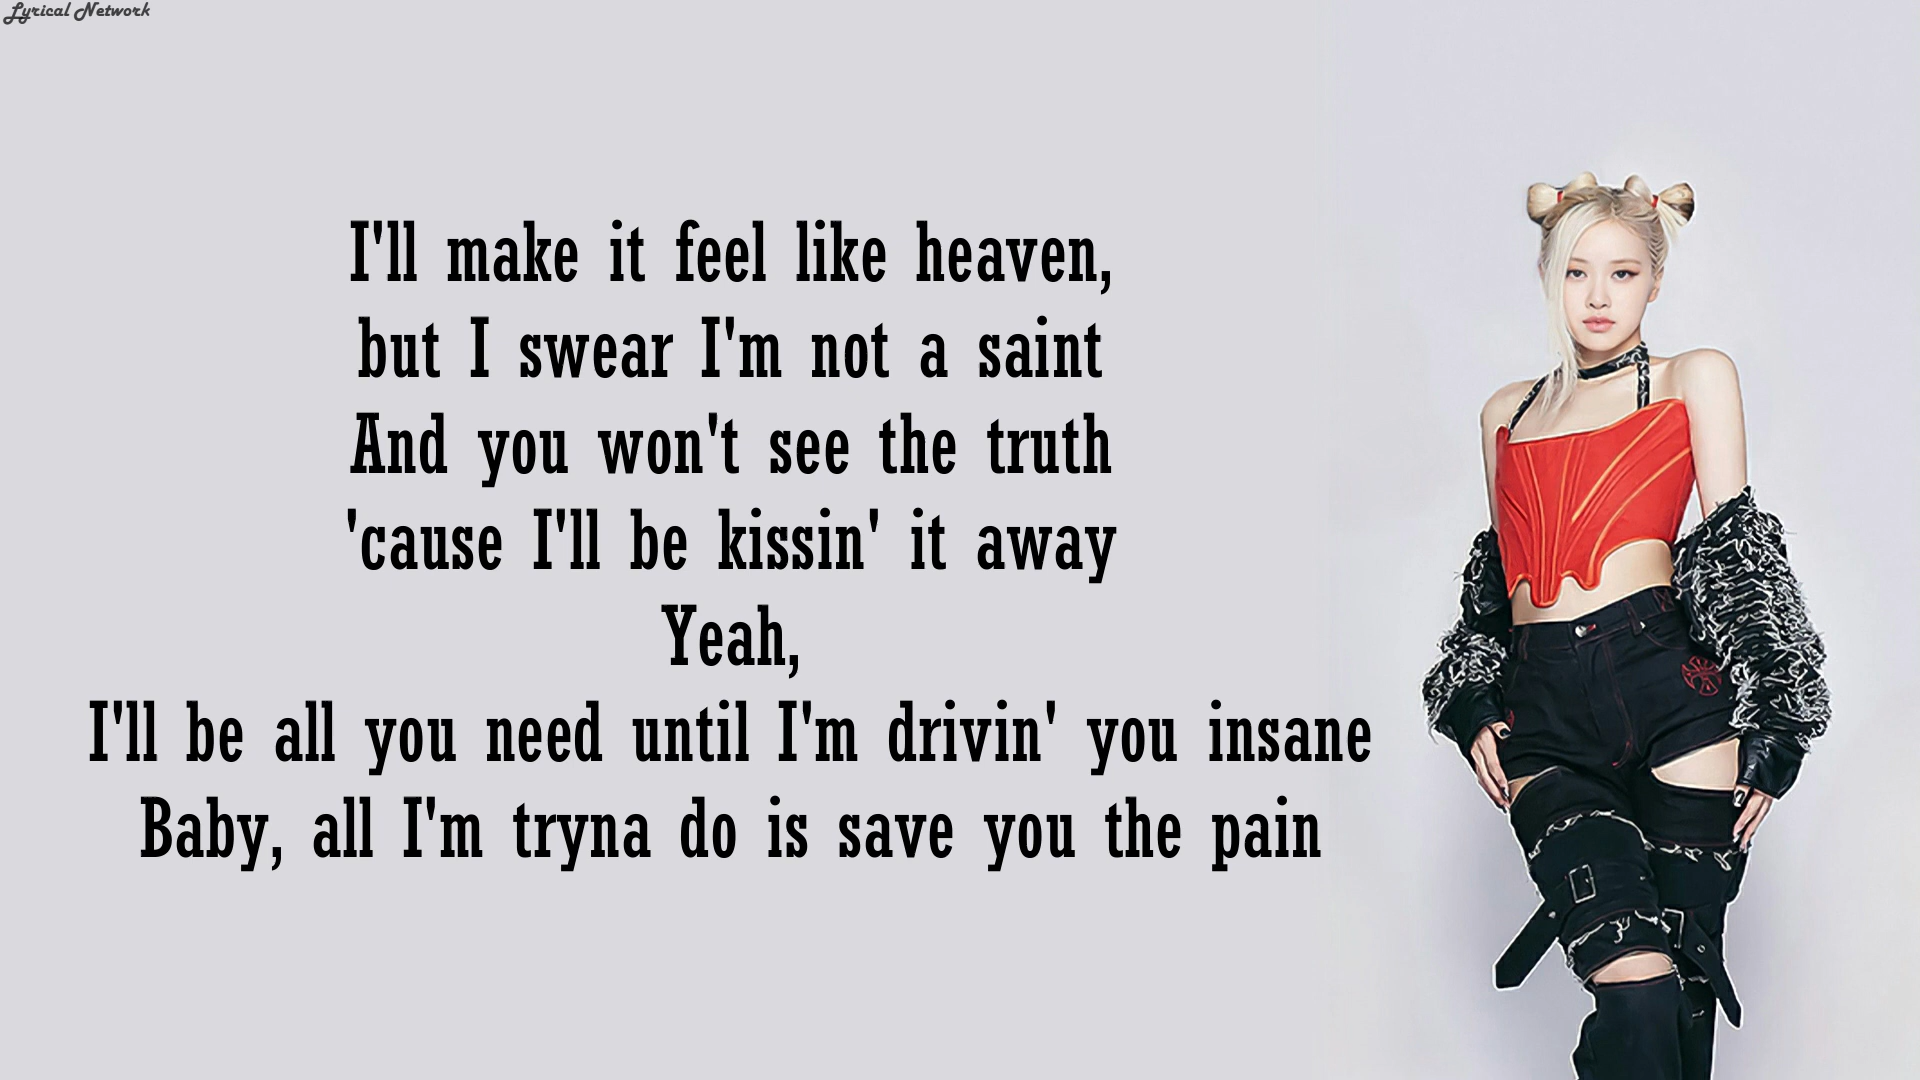 Lyrical Network
I'll make it feel like heaven,
but I swear I'm not a saint
And you won't see the truth
'cause I'll be kissin' it away
Yeah,
I'll be all you need until I'm drivin' you insane
Baby, all I'm tryna do is save you the pain